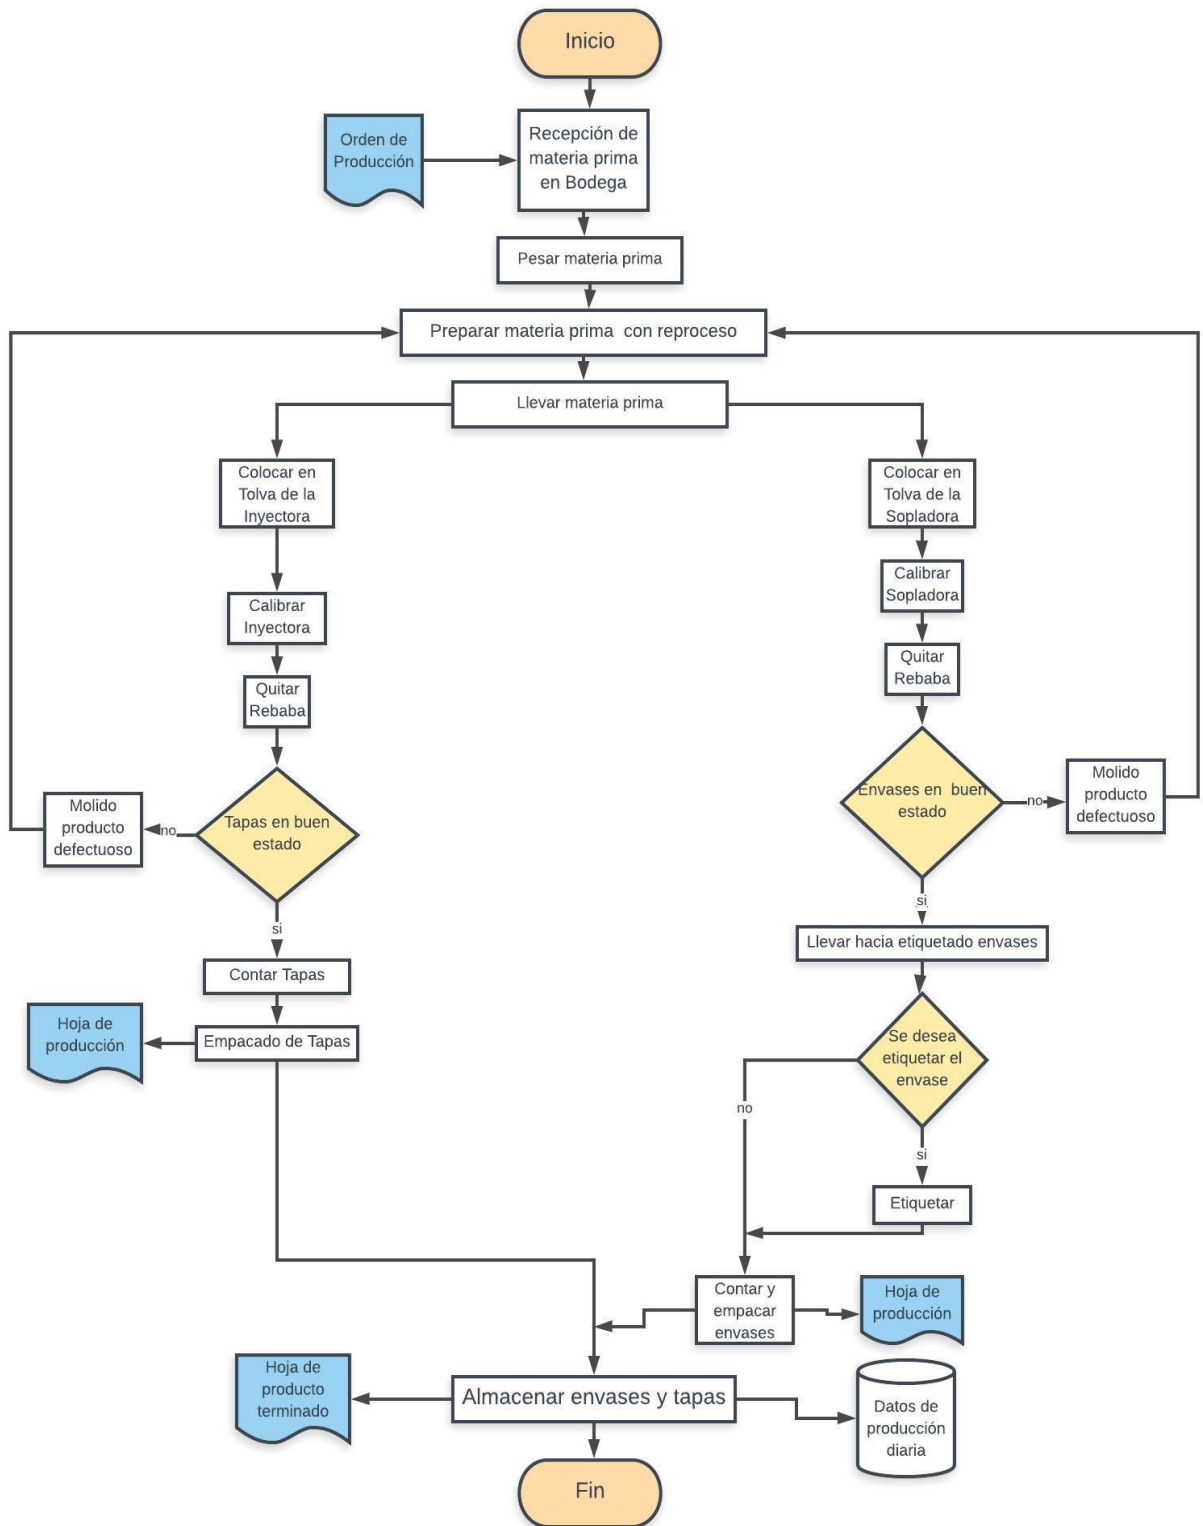 Inicio
Orden de
Producción
Recepción de
materia prima
en Bodega
Pesar materia prima
Preparar materia prima con reproceso
Llevar materia prima
Colocar en
Tolva de la
Inyectora
Colocar en
Tolva de la
Sopladora
Calibrar
Inyectora
Calibrar
Sopladora
Quitar
Rebaba
Quitar
Rebaba
Tapas en buen
estado
no
Molido
producto
defectuoso
Envases en buen
estado
no
Molido
producto
defectuoso
si
Contar Tapas
Empacado de Tapas
Hoja de
producción
si
Llevar hacia etiquetado envases
Se desea
etiquetar el
envase
no
si
Etiquetar
Contar y
empacar
envases
Hoja de
producción
Hoja de
producto
terminado
Almacenar envases y tapas
Datos de
producción
diaria
Fin